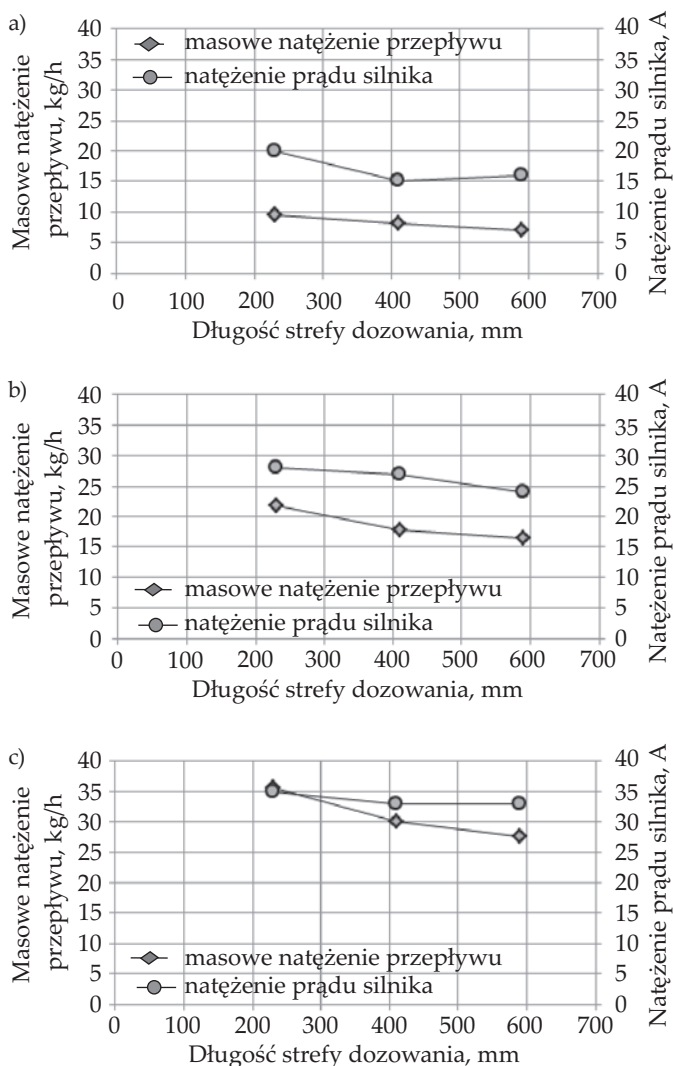 a)
Masowe natężenie
przepływu, kg/h
40
35
30
25
20
15
10
5
0
masowe natężenie przepływu
natężenie prądu silnika
40
35
30
25
20
15
10
5
0
Natężenie prądu silnika, A
0 100 200 300 400 500 600 700
Długość strefy dozowania, mm
b)
Masowe natężenie
przepływu, kg/h
40
35
30
25
20
15
10
5
0
masowe natężenie przepływu
natężenie prądu silnika
40
35
30
25
20
15
10
5
0
Natężenie prądu silnika, A
0 100 200 300 400 500 600 700
Długość strefy dozowania, mm
c)
Masowe natężenie
przepływu, kg/h
40
35
30
25
20
15
10
5
0
masowe natężenie przepływu
natężenie prądu silnika
40
35
30
25
20
15
10
5
0
Natężenie prądu silnika, A
0 100 200 300 400 500 600 700
Długość strefy dozowania, mm